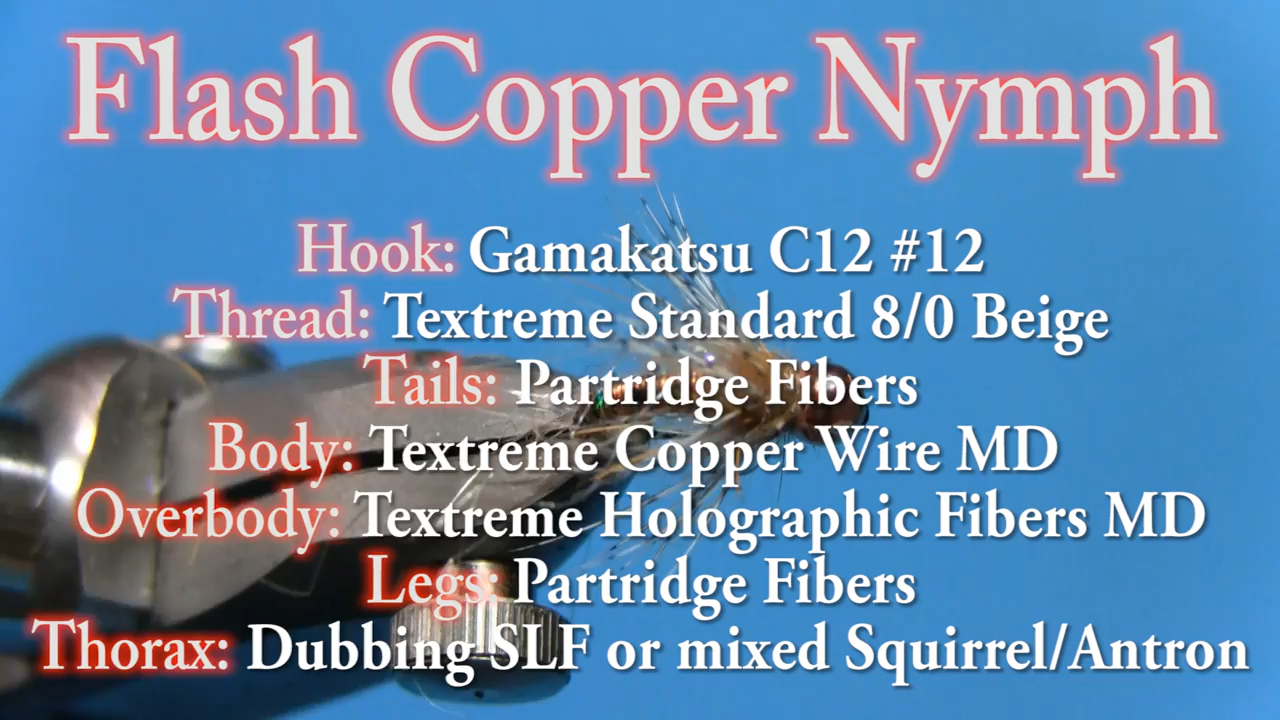 Flash Copper Nymph
Hook: Gamakatsu C12 #12
Thread: Textreme Standard 8/0 Beige
Tails: Partridge Fibers
Body: Textreme Copper Wire MD
Overbody: Textreme Holographic Fibers MD
Legs: Partridge Fibers
Thorax: Dubbing SLF or mixed Squirrel/Antron